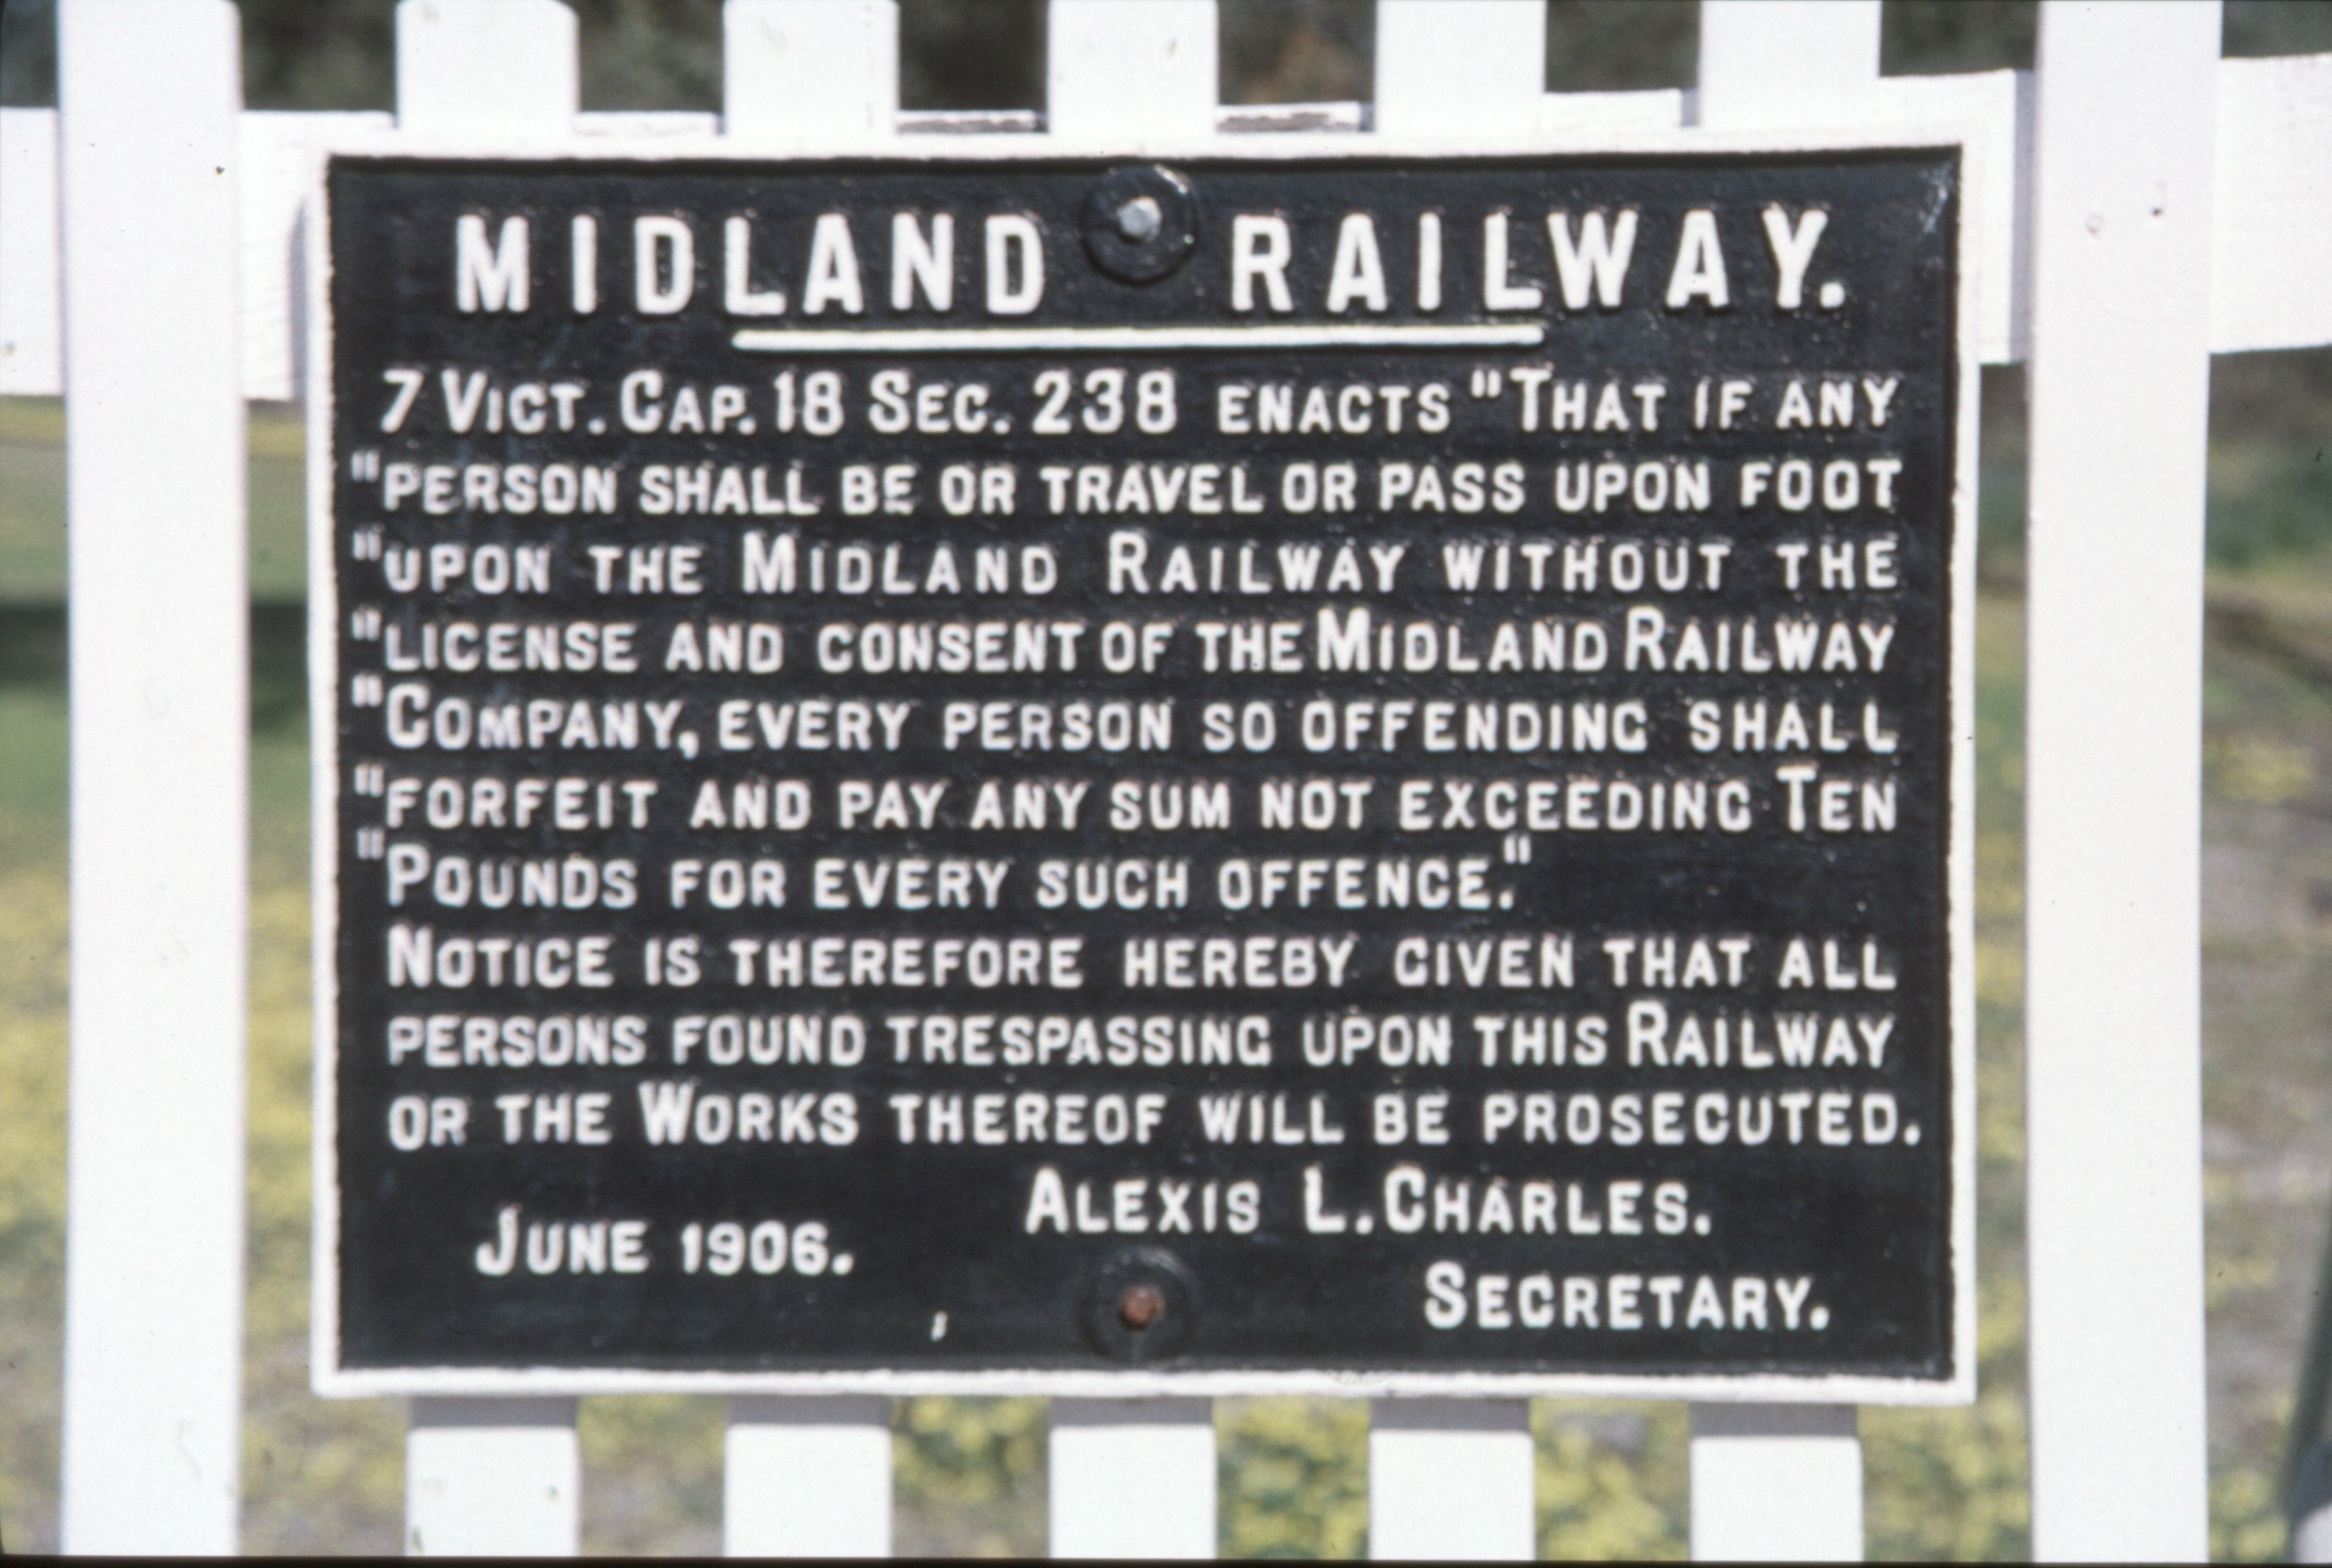 MIDLAND RAILWAY.
7 VICT. CAP. 18 SEC. 238 ENACTS "THAT IF ANY
"PERSON SHALL BE OR TRAVEL OR PASS UPON FOOT
"UPON THE MIDLAND RAILWAY WITHOUT THE
"LICENSE AND CONSENT OF THE MIDLAND RAILWAY
"COMPANY, EVERY PERSON SO OFFENDING SHALL
"FORFEIT AND PAY ANY SUM NOT EXCEEDING TEN
"POUNDS FOR EVERY SUCH OFFENCE."
NOTICE IS THEREFORE HEREBY GIVEN THAT ALL
PERSONS FOUND TRESPASSING UPON THIS RAILWAY
OR THE WORKS THEREOF WILL BE PROSECUTED.
ALEXIS L. CHARLES.
JUNE 1906.
SECRETARY.